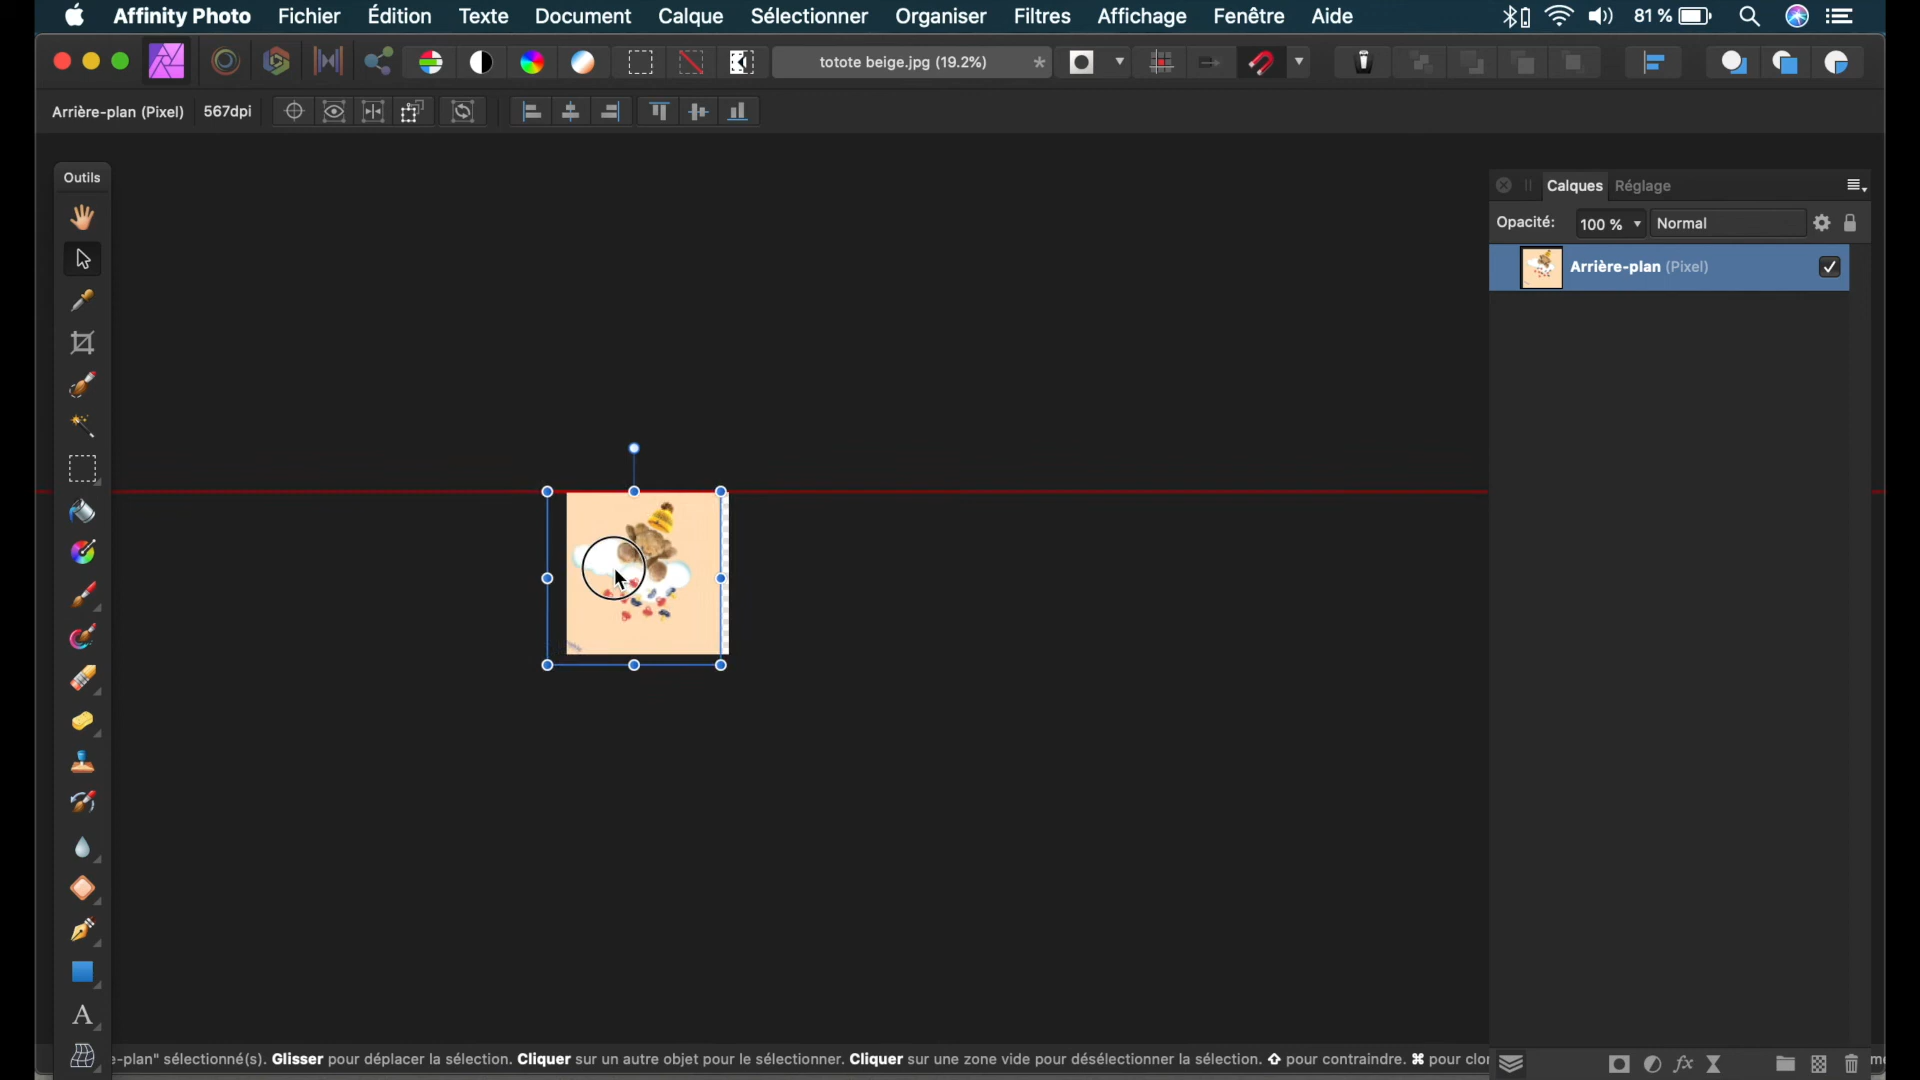 Affinity Photo Fichier Édition Texte Document Calque Sélectionner Organiser Filtres Affichage Fenêtre Aide 81 %
totote beige.jpg (19.2%) *
Arrière-plan (Pixel) 567dpi
Outils
Calques Réglage
Opacité: 100 % Normal
Arrière-plan (Pixel)
A
e-plan" sélectionné(s). Glisser pour déplacer la sélection. Cliquer sur un autre objet pour le sélectionner. Cliquer sur une zone vide pour désélectionner la sélection. ⇧ pour contraindre. ⌘ pour clo
fx